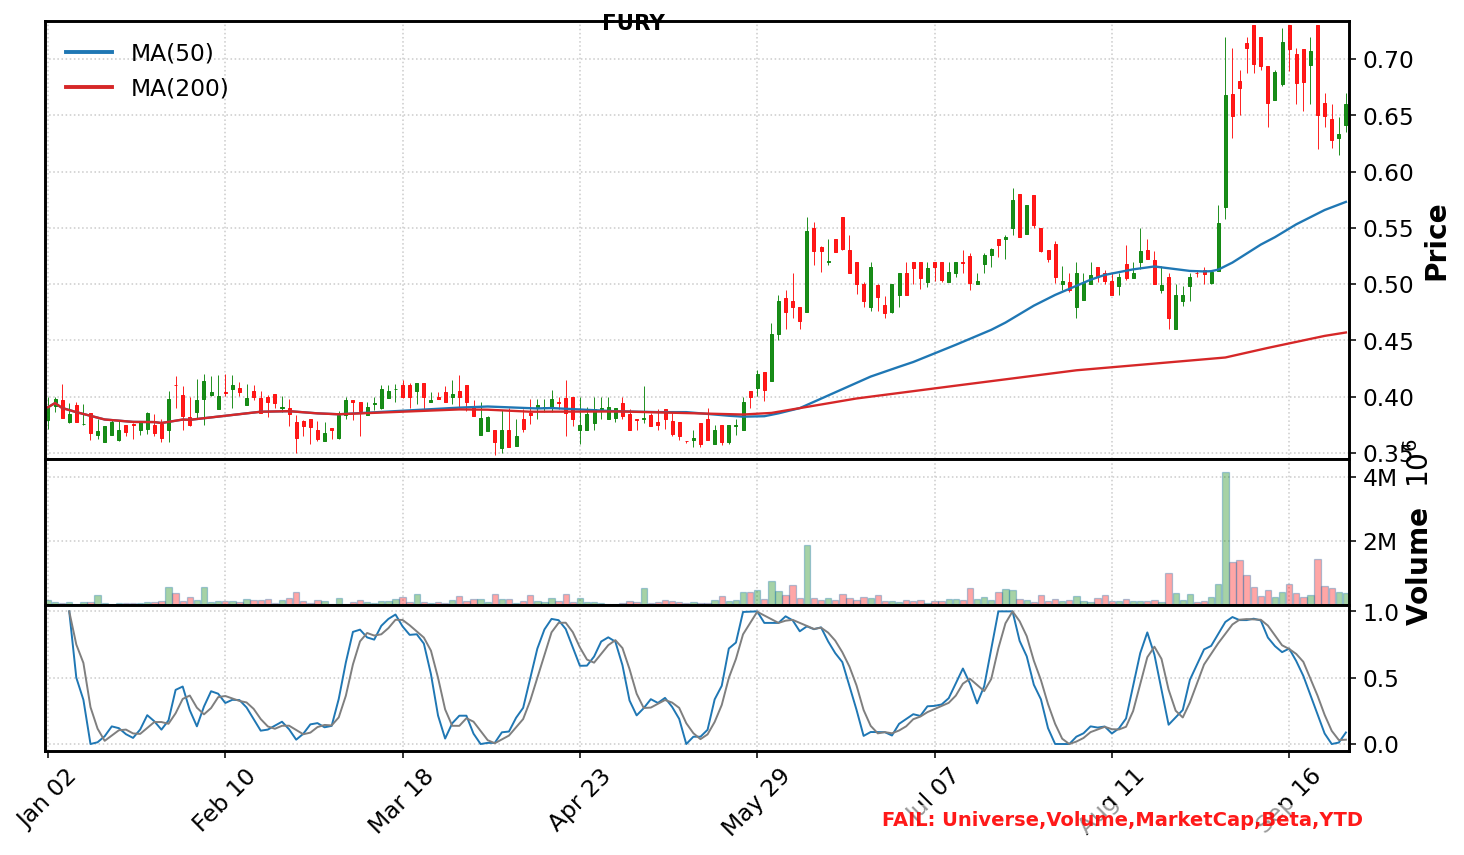 FURY
MA(50)
MA(200)
0.70
0.65
0.60
0.55
0.50
0.45
0.40
0.35
Price
10⁶
4M
2M
Volume
1.0
0.5
0.0
Jan 02
Feb 10
Mar 18
Apr 23
May 29
Jul 07
Aug 11
Sep 16
FAIL: Universe,Volume,MarketCap,Beta,YTD